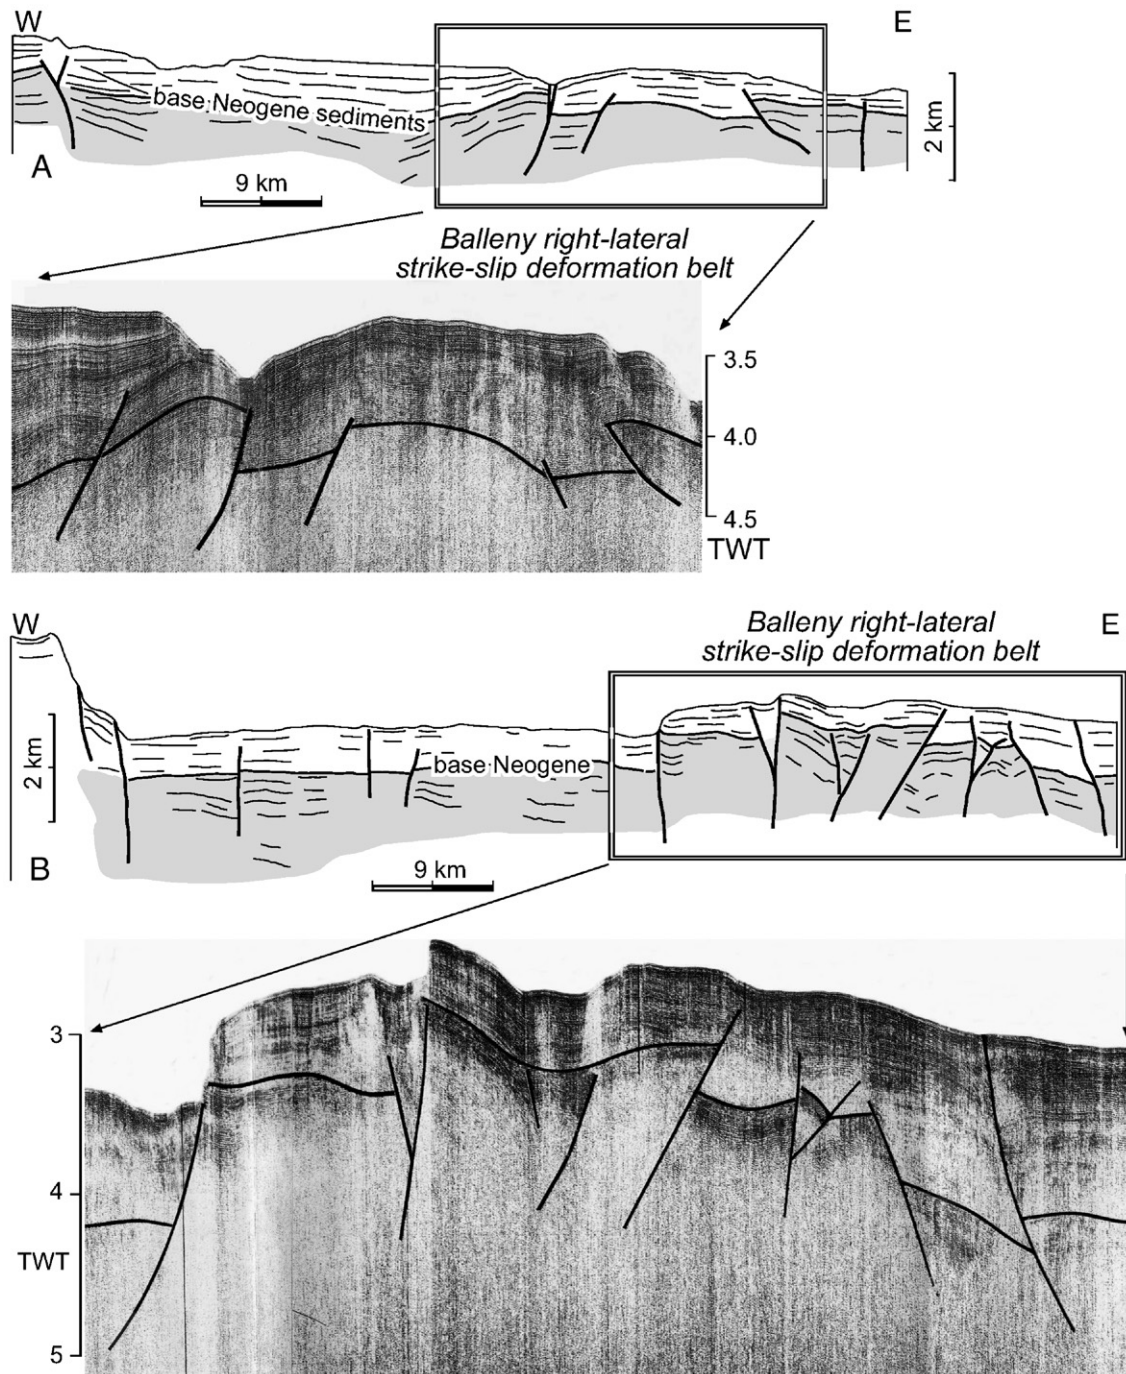 W
E
base Neogene sediments
2 km
A
9 km
Balleny right-lateral
strike-slip deformation belt
3.5
4.0
4.5
TWT
W
Balleny right-lateral
strike-slip deformation belt
E
2 km
base Neogene
B
9 km
3
4
TWT
5